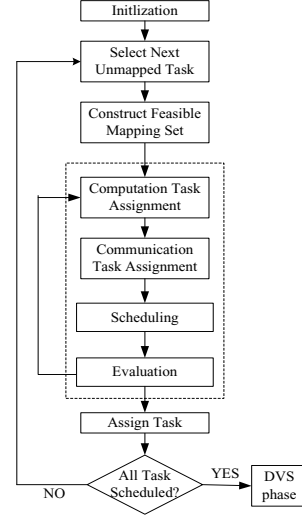 Initlization
Select Next
Unmapped Task
Construct Feasible
Mapping Set
Computation Task
Assignment
Communication
Task Assignment
Scheduling
Evaluation
Assign Task
All Task
Scheduled?
YES
NO
DVS
phase